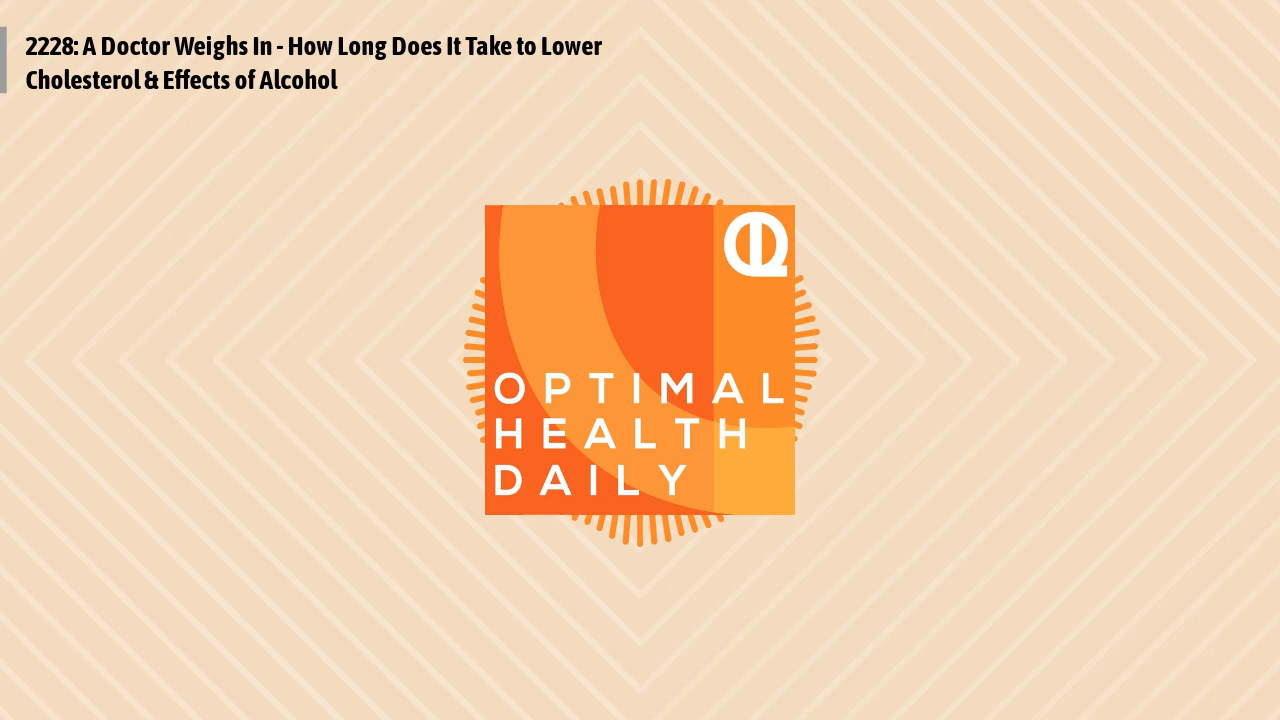 2228: A Doctor Weighs In - How Long Does It Take to Lower
Cholesterol & Effects of Alcohol
OPTIMAL
HEALTH
DAILY